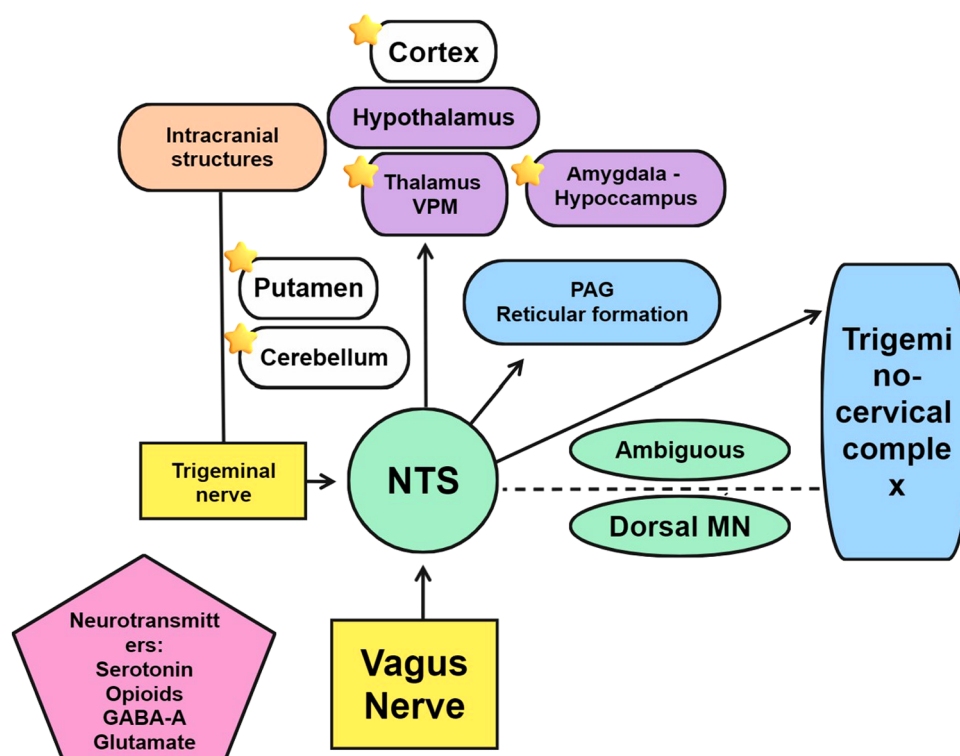 Cortex
Hypothalamus
Intracranial
structures
Thalamus
VPM
Amygdala -
Hypoccampus
Putamen
Cerebellum
PAG
Reticular formation
Trigemi
no-
cervical
comple
x
Trigeminal
nerve
NTS
Ambiguous
Dorsal MN
Neurotransmitt
ers:
Serotonin
Opioids
GABA-A
Glutamate
Vagus
Nerve